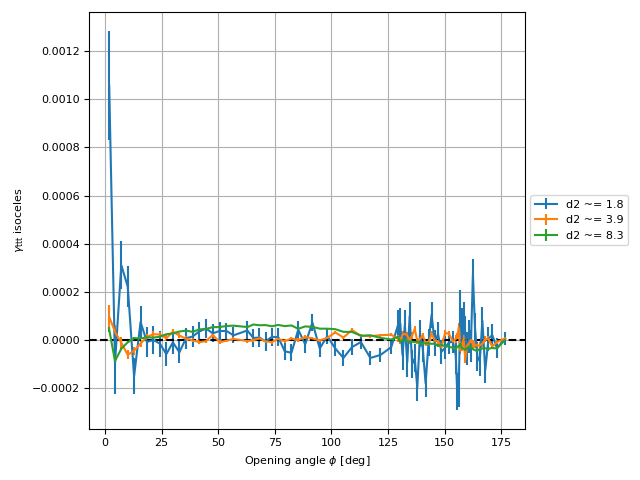 0.0012
0.0010
0.0008
0.0006
0.0004
0.0002
0.0000
−0.0002
γttt isoceles
0 25 50 75 100 125 150 175
Opening angle ϕ [deg]
d2 ~= 1.8
d2 ~= 3.9
d2 ~= 8.3